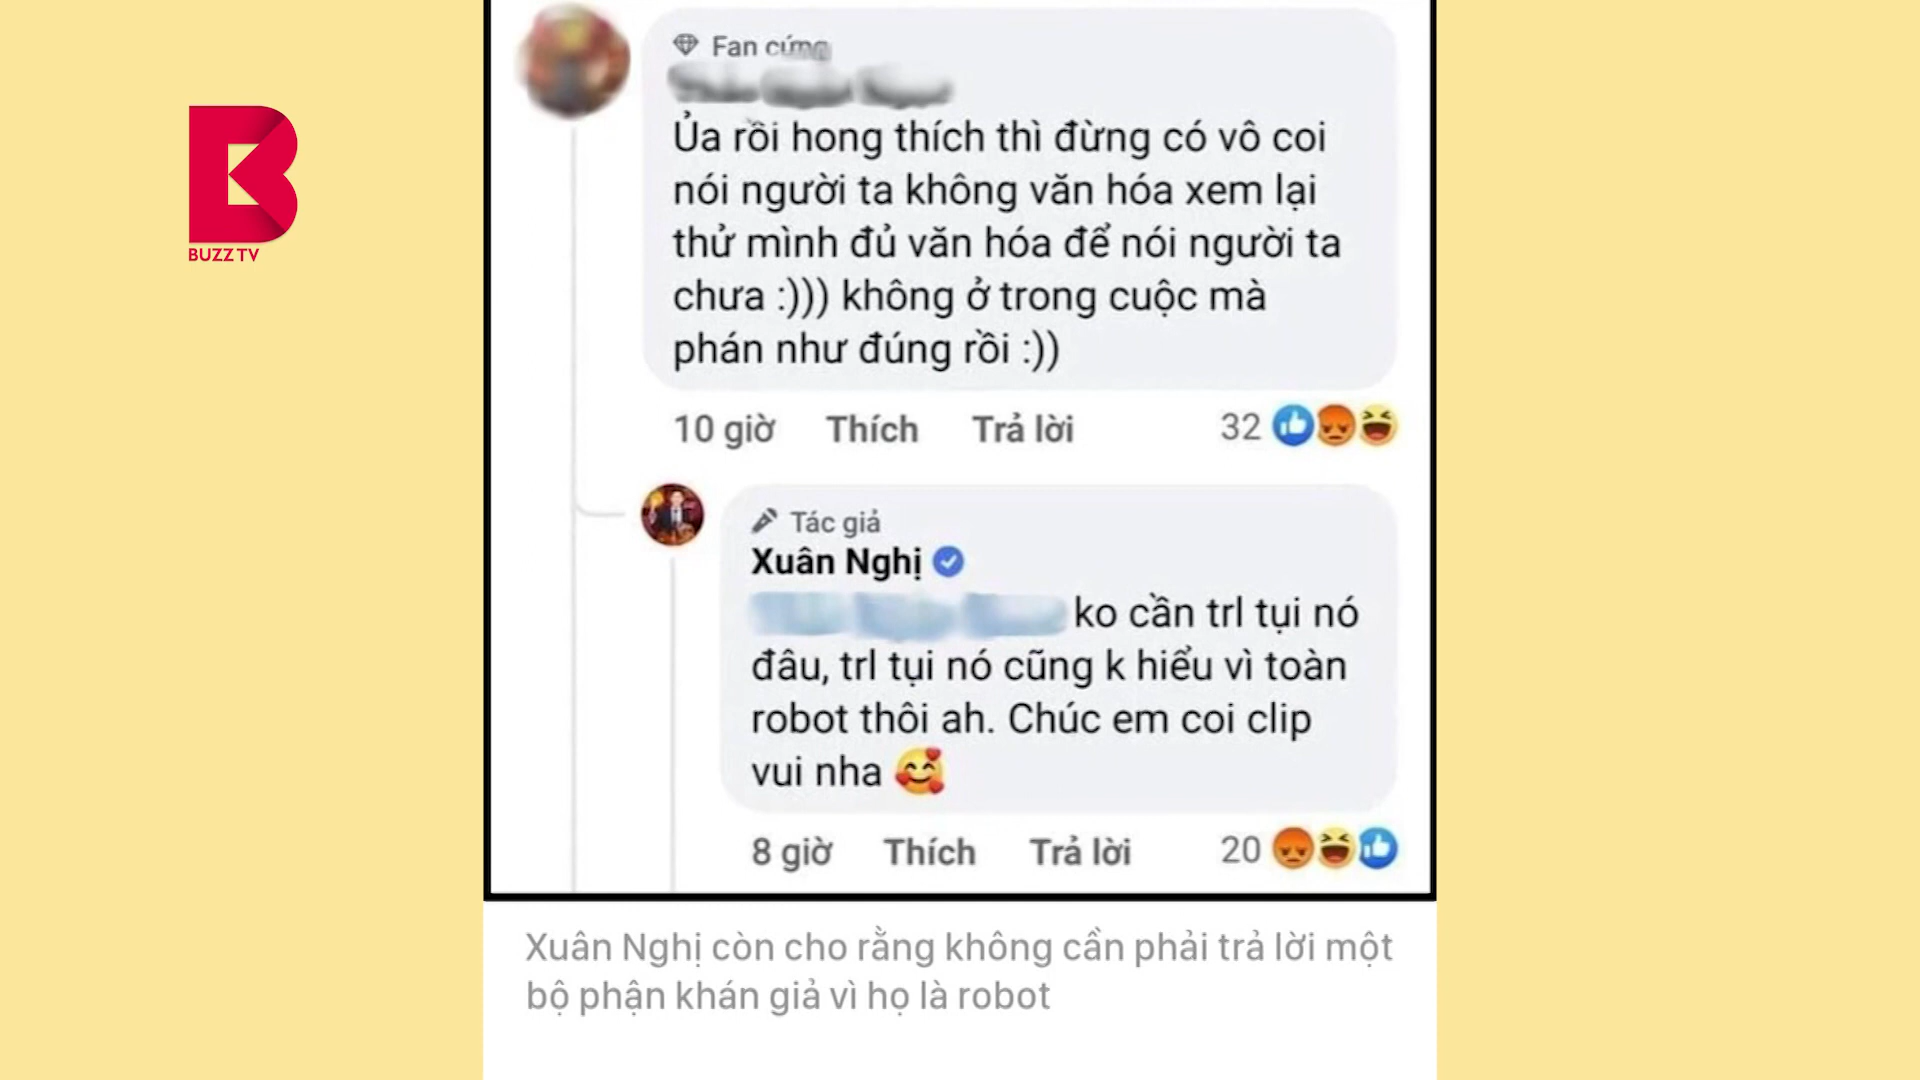 BUZZ TV
Fan cứng
Ủa rồi hong thích thì đừng có vô coi
nói người ta không văn hóa xem lại
thử mình đủ văn hóa để nói người ta
chưa :))) không ở trong cuộc mà
phán như đúng rồi :))
10 giờ Thích Trả lời 32
Tác giả
Xuân Nghị
ko cần trl tụi nó
đâu, trl tụi nó cũng k hiểu vì toàn
robot thôi ah. Chúc em coi clip
vui nha 🥰
8 giờ Thích Trả lời 20
Xuân Nghị còn cho rằng không cần phải trả lời một
bộ phận khán giả vì họ là robot